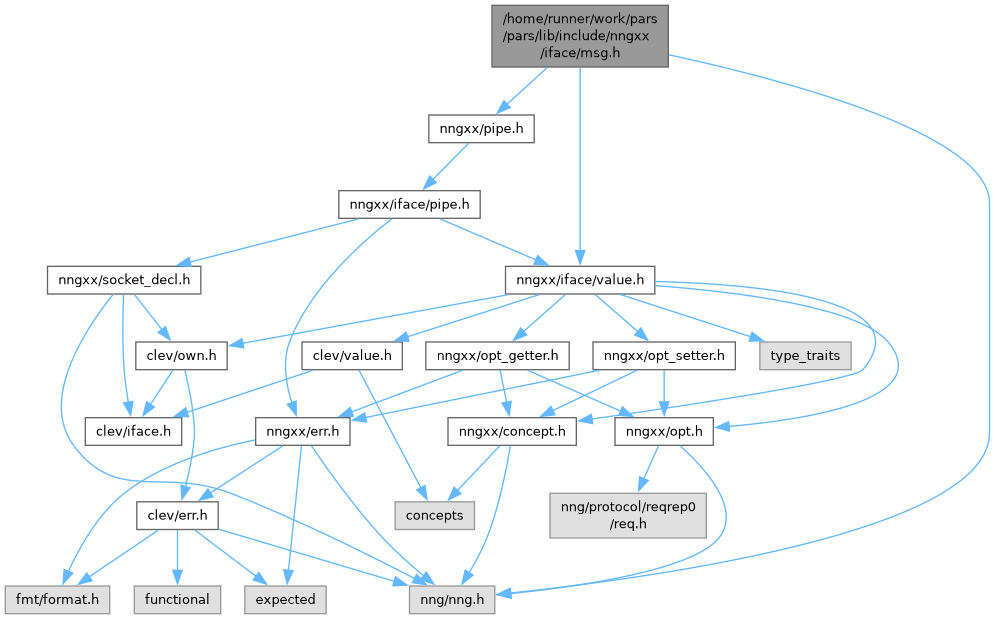 /home/runner/work/pars
/pars/lib/include/nngxx
/iface/msg.h
nngxx/pipe.h
nngxx/iface/pipe.h
nngxx/socket_decl.h
nngxx/iface/value.h
clev/own.h
clev/value.h
nngxx/opt_getter.h
nngxx/opt_setter.h
type_traits
clev/iface.h
nngxx/err.h
nngxx/concept.h
nngxx/opt.h
clev/err.h
concepts
nng/protocol/reqrep0
/req.h
fmt/format.h
functional
expected
nng/nng.h